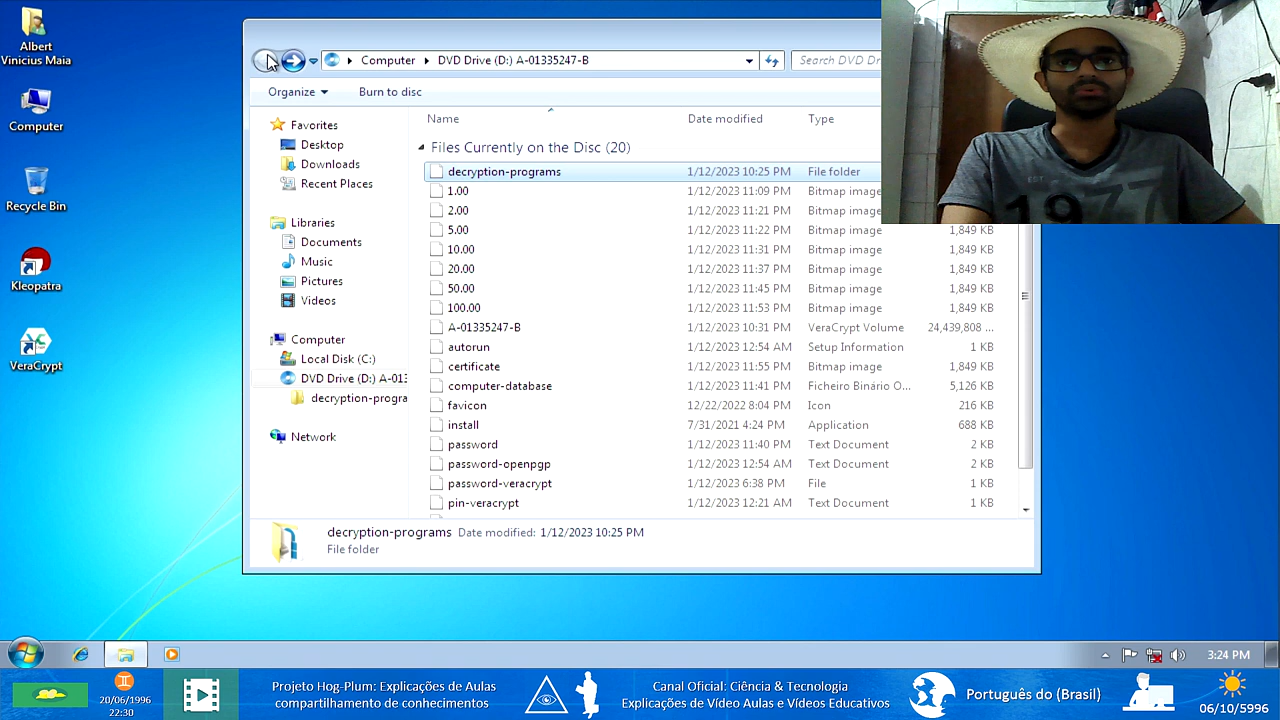 Albert
Vinicius Maia
Computer
Recycle Bin
Kleopatra
VeraCrypt
Computer
DVD Drive (D:) A-01335247-B
Search DVD Dr
Organize
Burn to disc
Favorites
Desktop
Downloads
Recent Places
Libraries
Documents
Music
Pictures
Videos
Computer
Local Disk (C:)
DVD Drive (D:) A-013
decryption-progra
Network
Name Date modified Type
Files Currently on the Disc (20)
decryption-programs 1/12/2023 10:25 PM File folder
1.00 1/12/2023 11:09 PM Bitmap image
2.00 1/12/2023 11:21 PM Bitmap image
5.00 1/12/2023 11:22 PM Bitmap image 1,849 KB
10.00 1/12/2023 11:31 PM Bitmap image 1,849 KB
20.00 1/12/2023 11:37 PM Bitmap image 1,849 KB
50.00 1/12/2023 11:45 PM Bitmap image 1,849 KB
100.00 1/12/2023 11:53 PM Bitmap image 1,849 KB
A-01335247-B 1/12/2023 10:31 PM VeraCrypt Volume 24,439,808 ...
autorun 1/12/2023 12:54 AM Setup Information 1 KB
certificate 1/12/2023 11:55 PM Bitmap image 1,849 KB
computer-database 1/12/2023 11:41 PM Ficheiro Binário O... 5,126 KB
favicon 12/22/2022 8:04 PM Icon 216 KB
install 7/31/2021 4:24 PM Application 688 KB
password 1/12/2023 11:40 PM Text Document 2 KB
password-openpgp 1/12/2023 12:54 AM Text Document 2 KB
password-veracrypt 1/12/2023 6:38 PM File 1 KB
pin-veracrypt 1/12/2023 12:21 AM Text Document 1 KB
decryption-programs Date modified: 1/12/2023 10:25 PM
File folder
1977
3:24 PM
20/06/1996
22:30
Projeto Hog-Plum: Explicações de Aulas
compartilhamento de conhecimentos
Canal Oficial: Ciência & Tecnologia
Explicações de Vídeo Aulas e Vídeos Educativos
Português do (Brasil)
06/10/5996